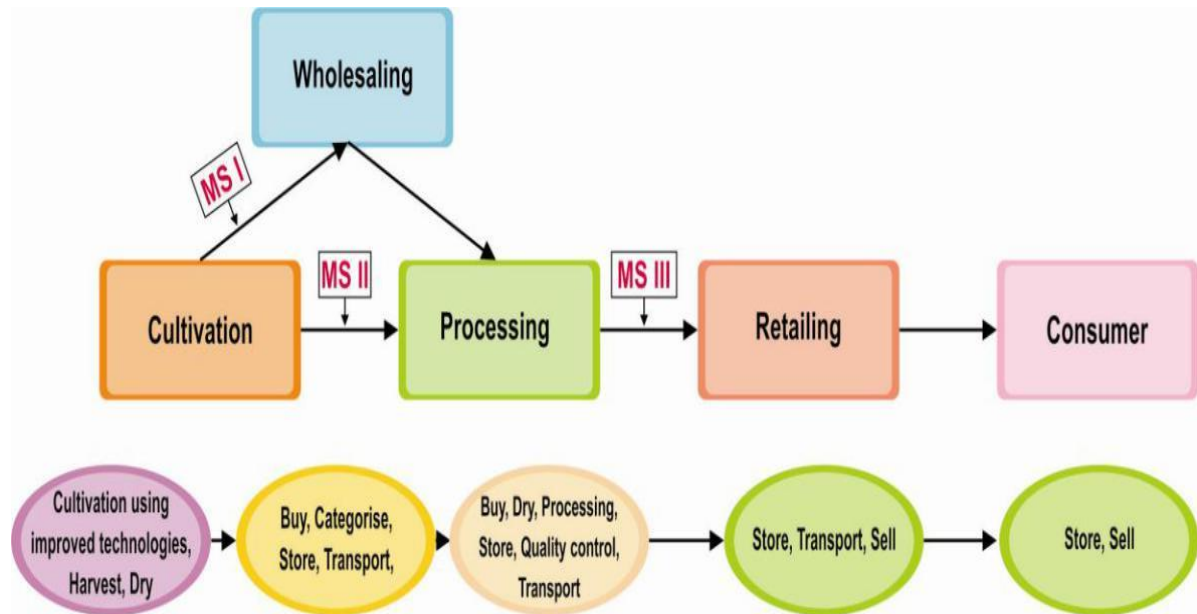 Wholesaling
MS I
MS II
MS III
Cultivation
Processing
Retailing
Consumer
Cultivation using
improved technologies,
Harvest, Dry
Buy, Categorise,
Store, Transport,
Buy, Dry, Processing,
Store, Quality control,
Transport
Store, Transport, Sell
Store, Sell